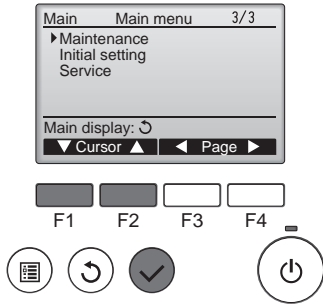 Main Main menu 3/3
Maintenance
Initial setting
Service
Main display:
Cursor Page
F1 F2 F3 F4